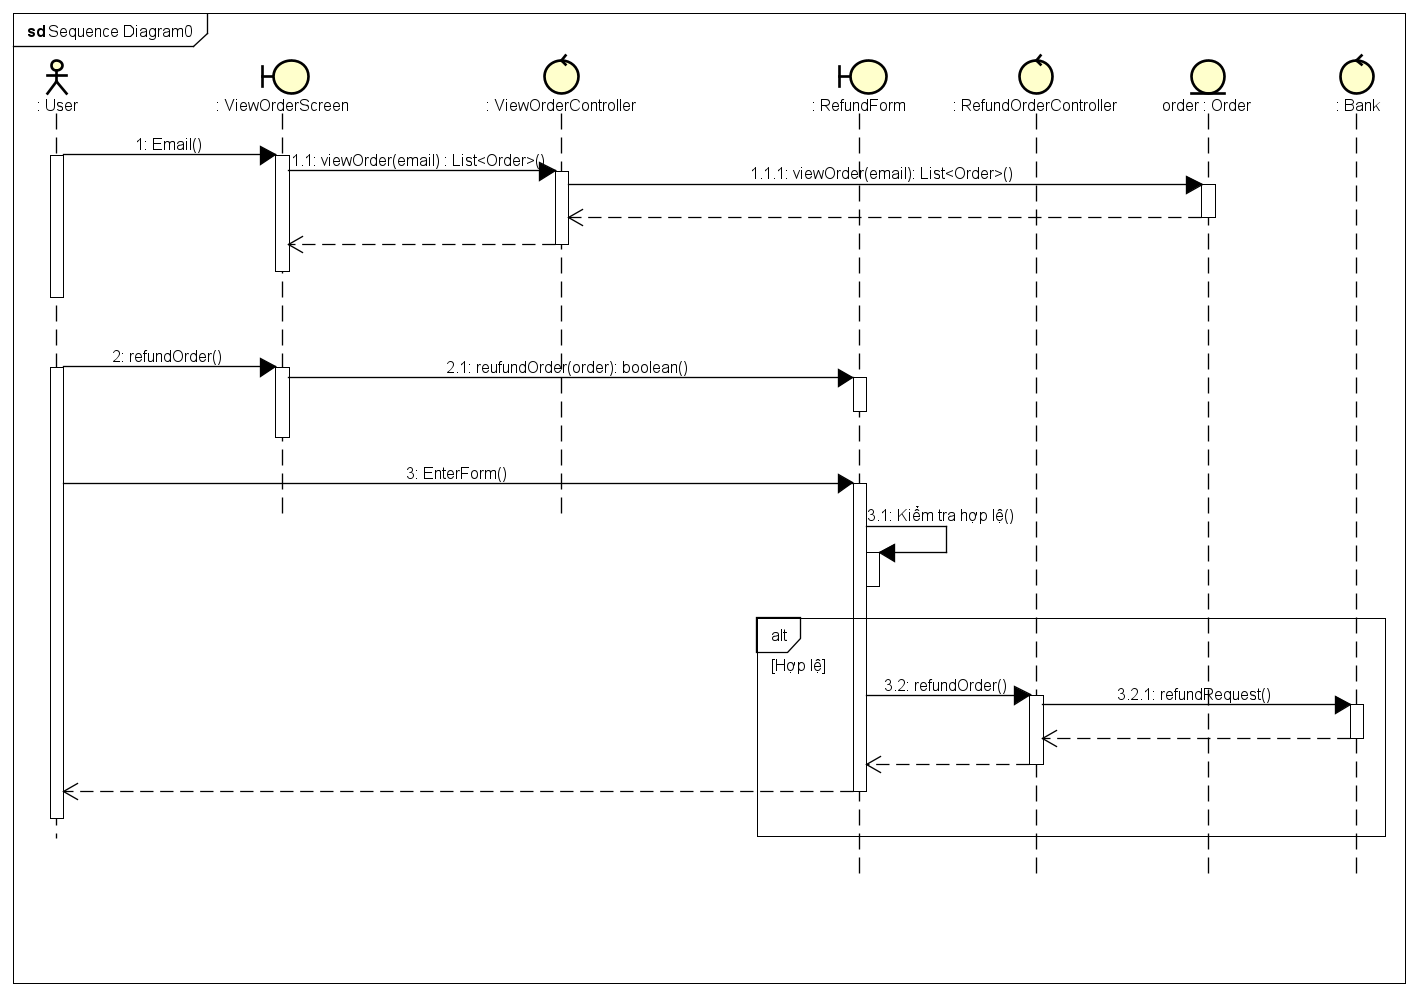 sd Sequence Diagram0
: User
: ViewOrderScreen
: ViewOrderController
: RefundForm
: RefundOrderController
order : Order
: Bank
1: Email()
1.1: viewOrder(email) : List<Order>()
1.1.1: viewOrder(email): List<Order>()
2: refundOrder()
2.1: reufundOrder(order): boolean()
3: EnterForm()
3.1: Kiểm tra hợp lệ()
alt
[Hợp lệ]
3.2: refundOrder()
3.2.1: refundRequest()